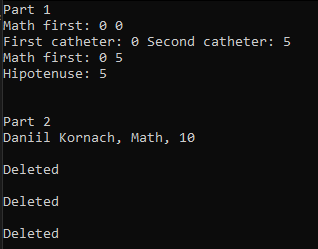 Part 1
Math first: 0 0
First catheter: 0 Second catheter: 5
Math first: 0 5
Hipotenuse: 5
Part 2
Daniil Kornach, Math, 10
Deleted
Deleted
Deleted